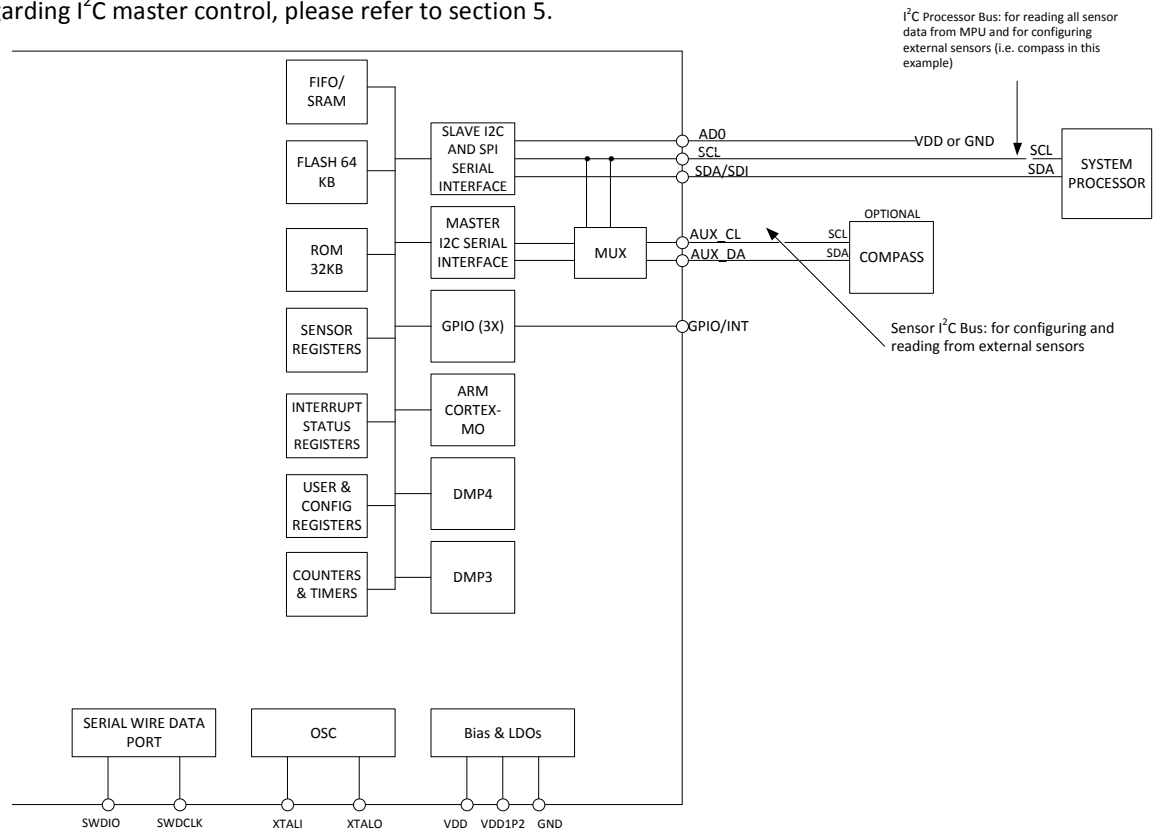 garding I²C master control, please refer to section 5.
I²C Processor Bus: for reading all sensor
data from MPU and for configuring
external sensors (i.e. compass in this
example)
FIFO/
SRAM
SLAVE I2C
AND SPI
SERIAL
INTERFACE
AD0
VDD or GND
SCL
SDA/SDI
SCL
SDA
SYSTEM
PROCESSOR
FLASH 64
KB
MASTER
I2C SERIAL
INTERFACE
MUX
AUX_CL
AUX_DA
OPTIONAL
SCL
SDA
COMPASS
ROM
32KB
SENSOR
REGISTERS
GPIO (3X)
GPIO/INT
Sensor I²C Bus: for configuring and
reading from external sensors
INTERRUPT
STATUS
REGISTERS
ARM
CORTEX-
MO
USER &
CONFIG
REGISTERS
DMP4
COUNTERS
& TIMERS
DMP3
SERIAL WIRE DATA
PORT
OSC
Bias & LDOs
SWDIO
SWDCLK
XTALI
XTALO
VDD
VDD1P2
GND